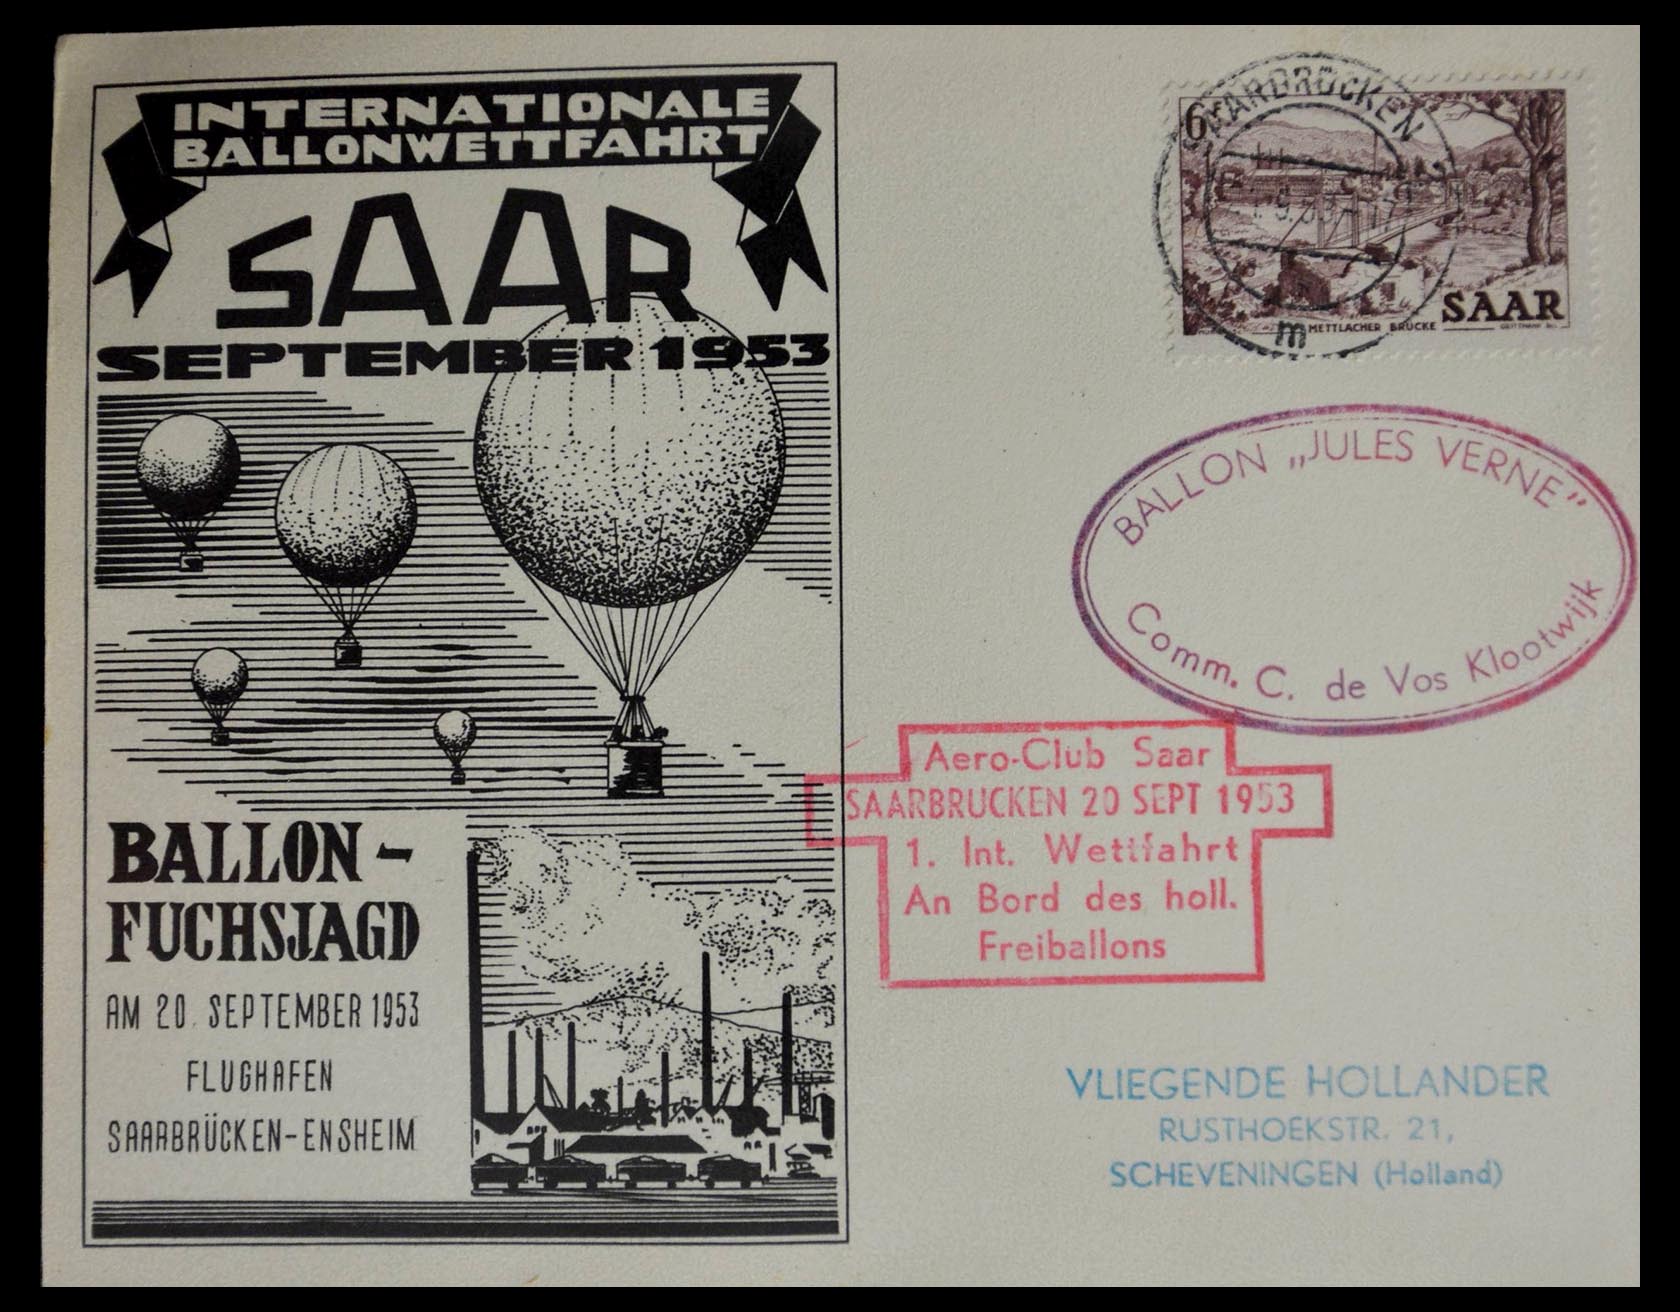 INTERNATIONALE
BALLONWETTFAHRT
SAAR
SEPTEMBER 1953
BALLON-
FUCHSJAGD
AM 20. SEPTEMBER 1953
FLUGHAFEN
SAARBRÜCKEN-ENSHEIM
SAARBRÜCKEN
m
6F
SAAR
METTLACHER BRÜCKE
BALLON „JULES VERNE”
Comm. C. de Vos Klootwijk
Aero-Club Saar
SAARBRUCKEN 20 SEPT 1953
1. Int. Wettfahrt
An Bord des holl.
Freiballons
VLIEGENDE HOLLANDER
RUSTHOEKSTR. 21,
SCHEVENINGEN (Holland)